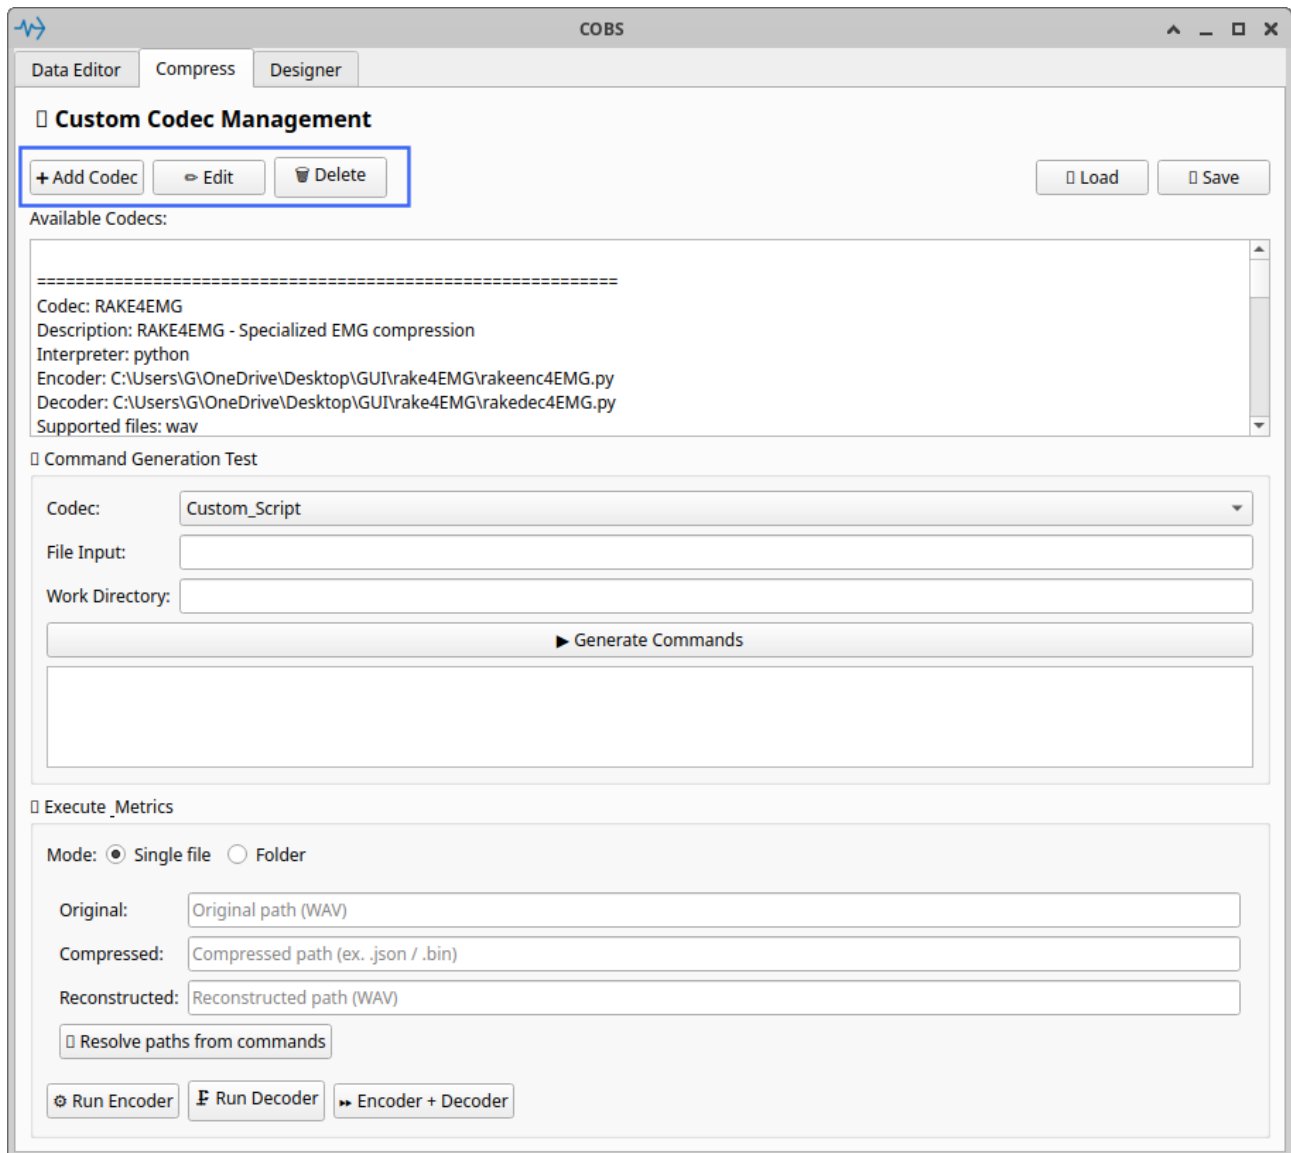 COBS
Data Editor Compress Designer
Custom Codec Management
+ Add Codec Edit Delete Load Save
Available Codecs:
============================================================
Codec: RAKE4EMG
Description: RAKE4EMG - Specialized EMG compression
Interpreter: python
Encoder: C:\Users\G\OneDrive\Desktop\GUI\rake4EMG\rakeenc4EMG.py
Decoder: C:\Users\G\OneDrive\Desktop\GUI\rake4EMG\rakedec4EMG.py
Supported files: wav
Command Generation Test
Codec: Custom_Script
File Input:
Work Directory:
▶ Generate Commands
Execute_Metrics
Mode: Single file Folder
Original: Original path (WAV)
Compressed: Compressed path (ex. .json / .bin)
Reconstructed: Reconstructed path (WAV)
Resolve paths from commands
Run Encoder Run Decoder Encoder + Decoder